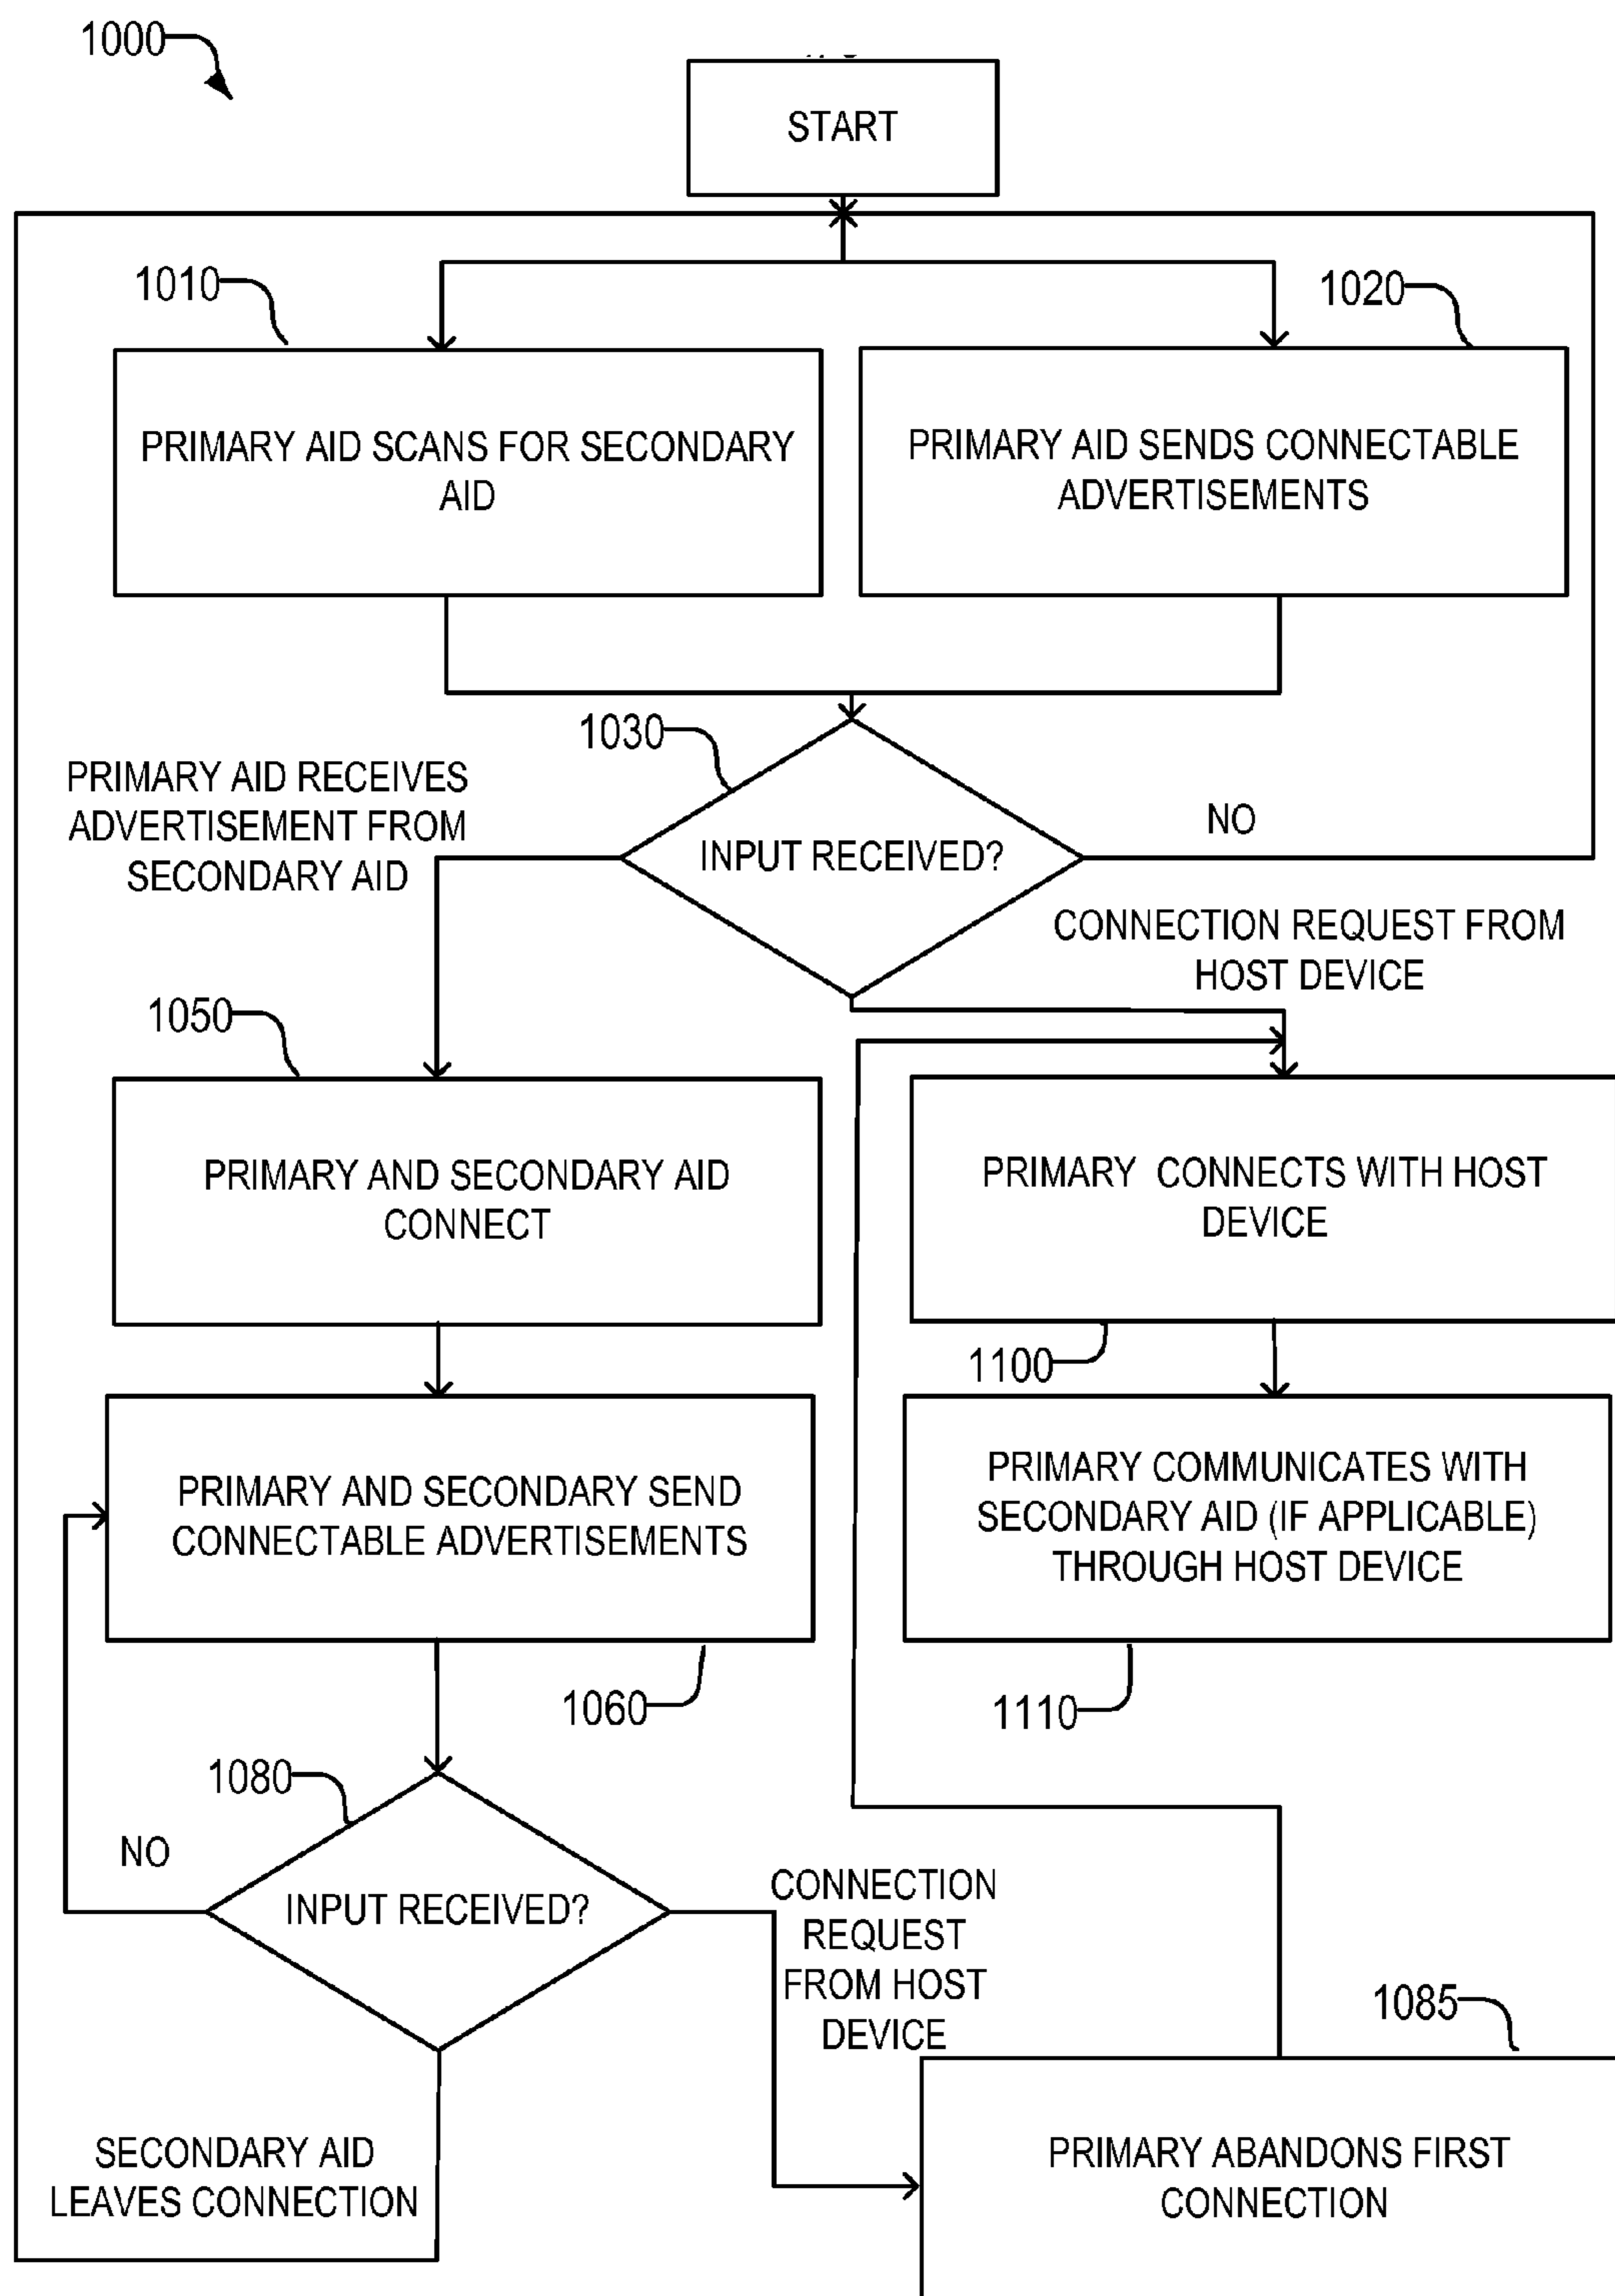 1000
START
1010
1020
PRIMARY AID SCANS FOR SECONDARY
AID
PRIMARY AID SENDS CONNECTABLE
ADVERTISEMENTS
1030
PRIMARY AID RECEIVES
ADVERTISEMENT FROM
SECONDARY AID
INPUT RECEIVED?
NO
CONNECTION REQUEST FROM
HOST DEVICE
1050
PRIMARY AND SECONDARY AID
CONNECT
PRIMARY CONNECTS WITH HOST
DEVICE
1100
PRIMARY AND SECONDARY SEND
CONNECTABLE ADVERTISEMENTS
PRIMARY COMMUNICATES WITH
SECONDARY AID (IF APPLICABLE)
THROUGH HOST DEVICE
1060
1110
1080
NO
INPUT RECEIVED?
CONNECTION
REQUEST
FROM HOST
DEVICE
1085
SECONDARY AID
LEAVES CONNECTION
PRIMARY ABANDONS FIRST
CONNECTION